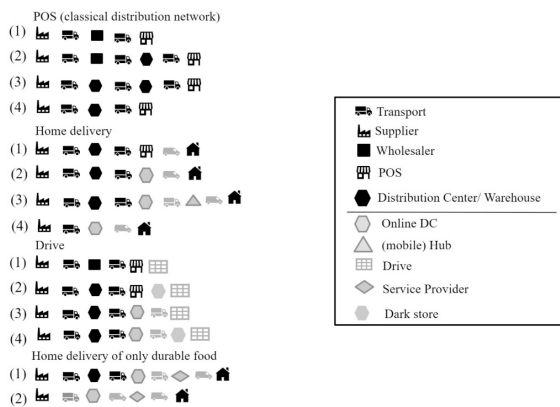 POS (classical distribution network)
(1)
(2)
(3)
(4)
Home delivery
(1)
(2)
(3)
(4)
Drive
(1)
(2)
(3)
(4)
Home delivery of only durable food
(1)
(2)
Transport
Supplier
Wholesaler
POS
Distribution Center/ Warehouse
Online DC
(mobile) Hub
Drive
Service Provider
Dark store